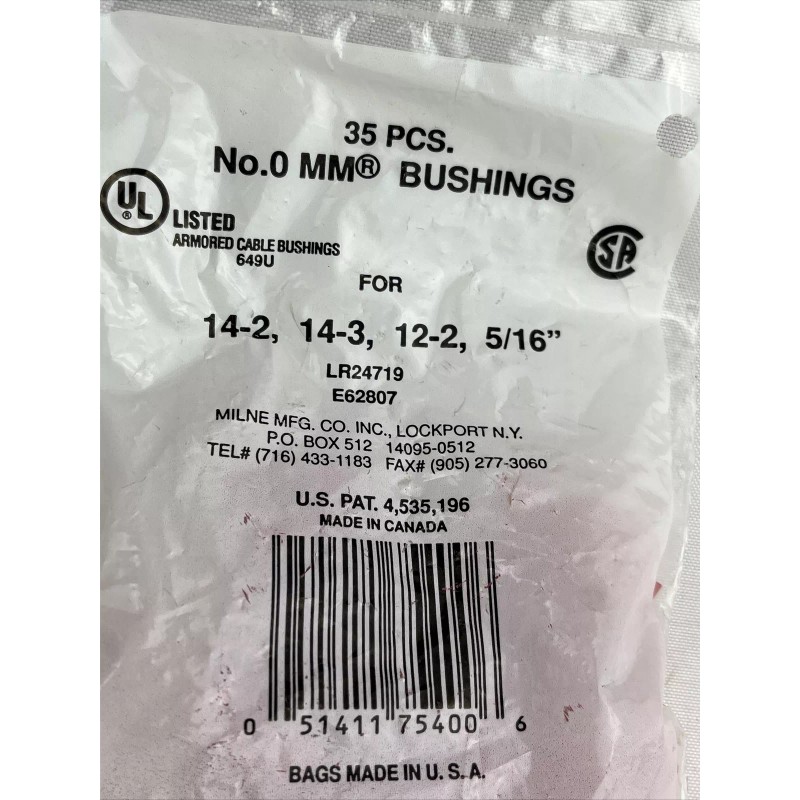 35 PCS.
No.0 MM® BUSHINGS
UL
®
LISTED
ARMORED CABLE BUSHINGS
649U
SA
FOR
14-2, 14-3, 12-2, 5/16”
LR24719
E62807
MILNE MFG. CO. INC., LOCKPORT N.Y.
P.O. BOX 512 14095-0512
TEL# (716) 433-1183 FAX# (905) 277-3060
U.S. PAT. 4,535,196
MADE IN CANADA
0 51411 75400 6
BAGS MADE IN U. S. A.